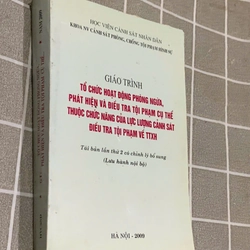 HỌC VIỆN CẢNH SÁT NHÂN DÂN
KHOA NV CẢNH SÁT PHÒNG, CHỐNG TỘI PHẠM HÌNH SỰ
GIÁO TRÌNH
TỔ CHỨC HOẠT ĐỘNG PHÒNG NGỪA,
PHÁT HIỆN VÀ ĐIỀU TRA TỘI PHẠM CỤ THỂ
THUỘC CHỨC NĂNG CỦA LỰC LƯỢNG CẢNH SÁT
ĐIỀU TRA TỘI PHẠM VỀ TTXH
Tái bản lần thứ 2 có chỉnh lý bổ sung
(Lưu hành nội bộ)
HÀ NỘI - 2009